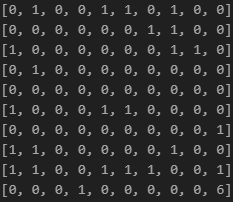 [0, 1, 0, 0, 1, 1, 0, 1, 0, 0]
[0, 0, 0, 0, 0, 0, 1, 1, 0, 0]
[1, 0, 0, 0, 0, 0, 0, 1, 1, 0]
[0, 1, 0, 0, 0, 0, 0, 0, 0, 0]
[0, 0, 0, 0, 0, 0, 0, 0, 0, 0]
[1, 0, 0, 0, 1, 1, 0, 0, 0, 0]
[0, 0, 0, 0, 0, 0, 0, 0, 0, 1]
[1, 1, 0, 0, 0, 0, 0, 1, 0, 0]
[1, 1, 0, 0, 1, 1, 1, 0, 0, 1]
[0, 0, 0, 1, 0, 0, 0, 0, 0, 6]